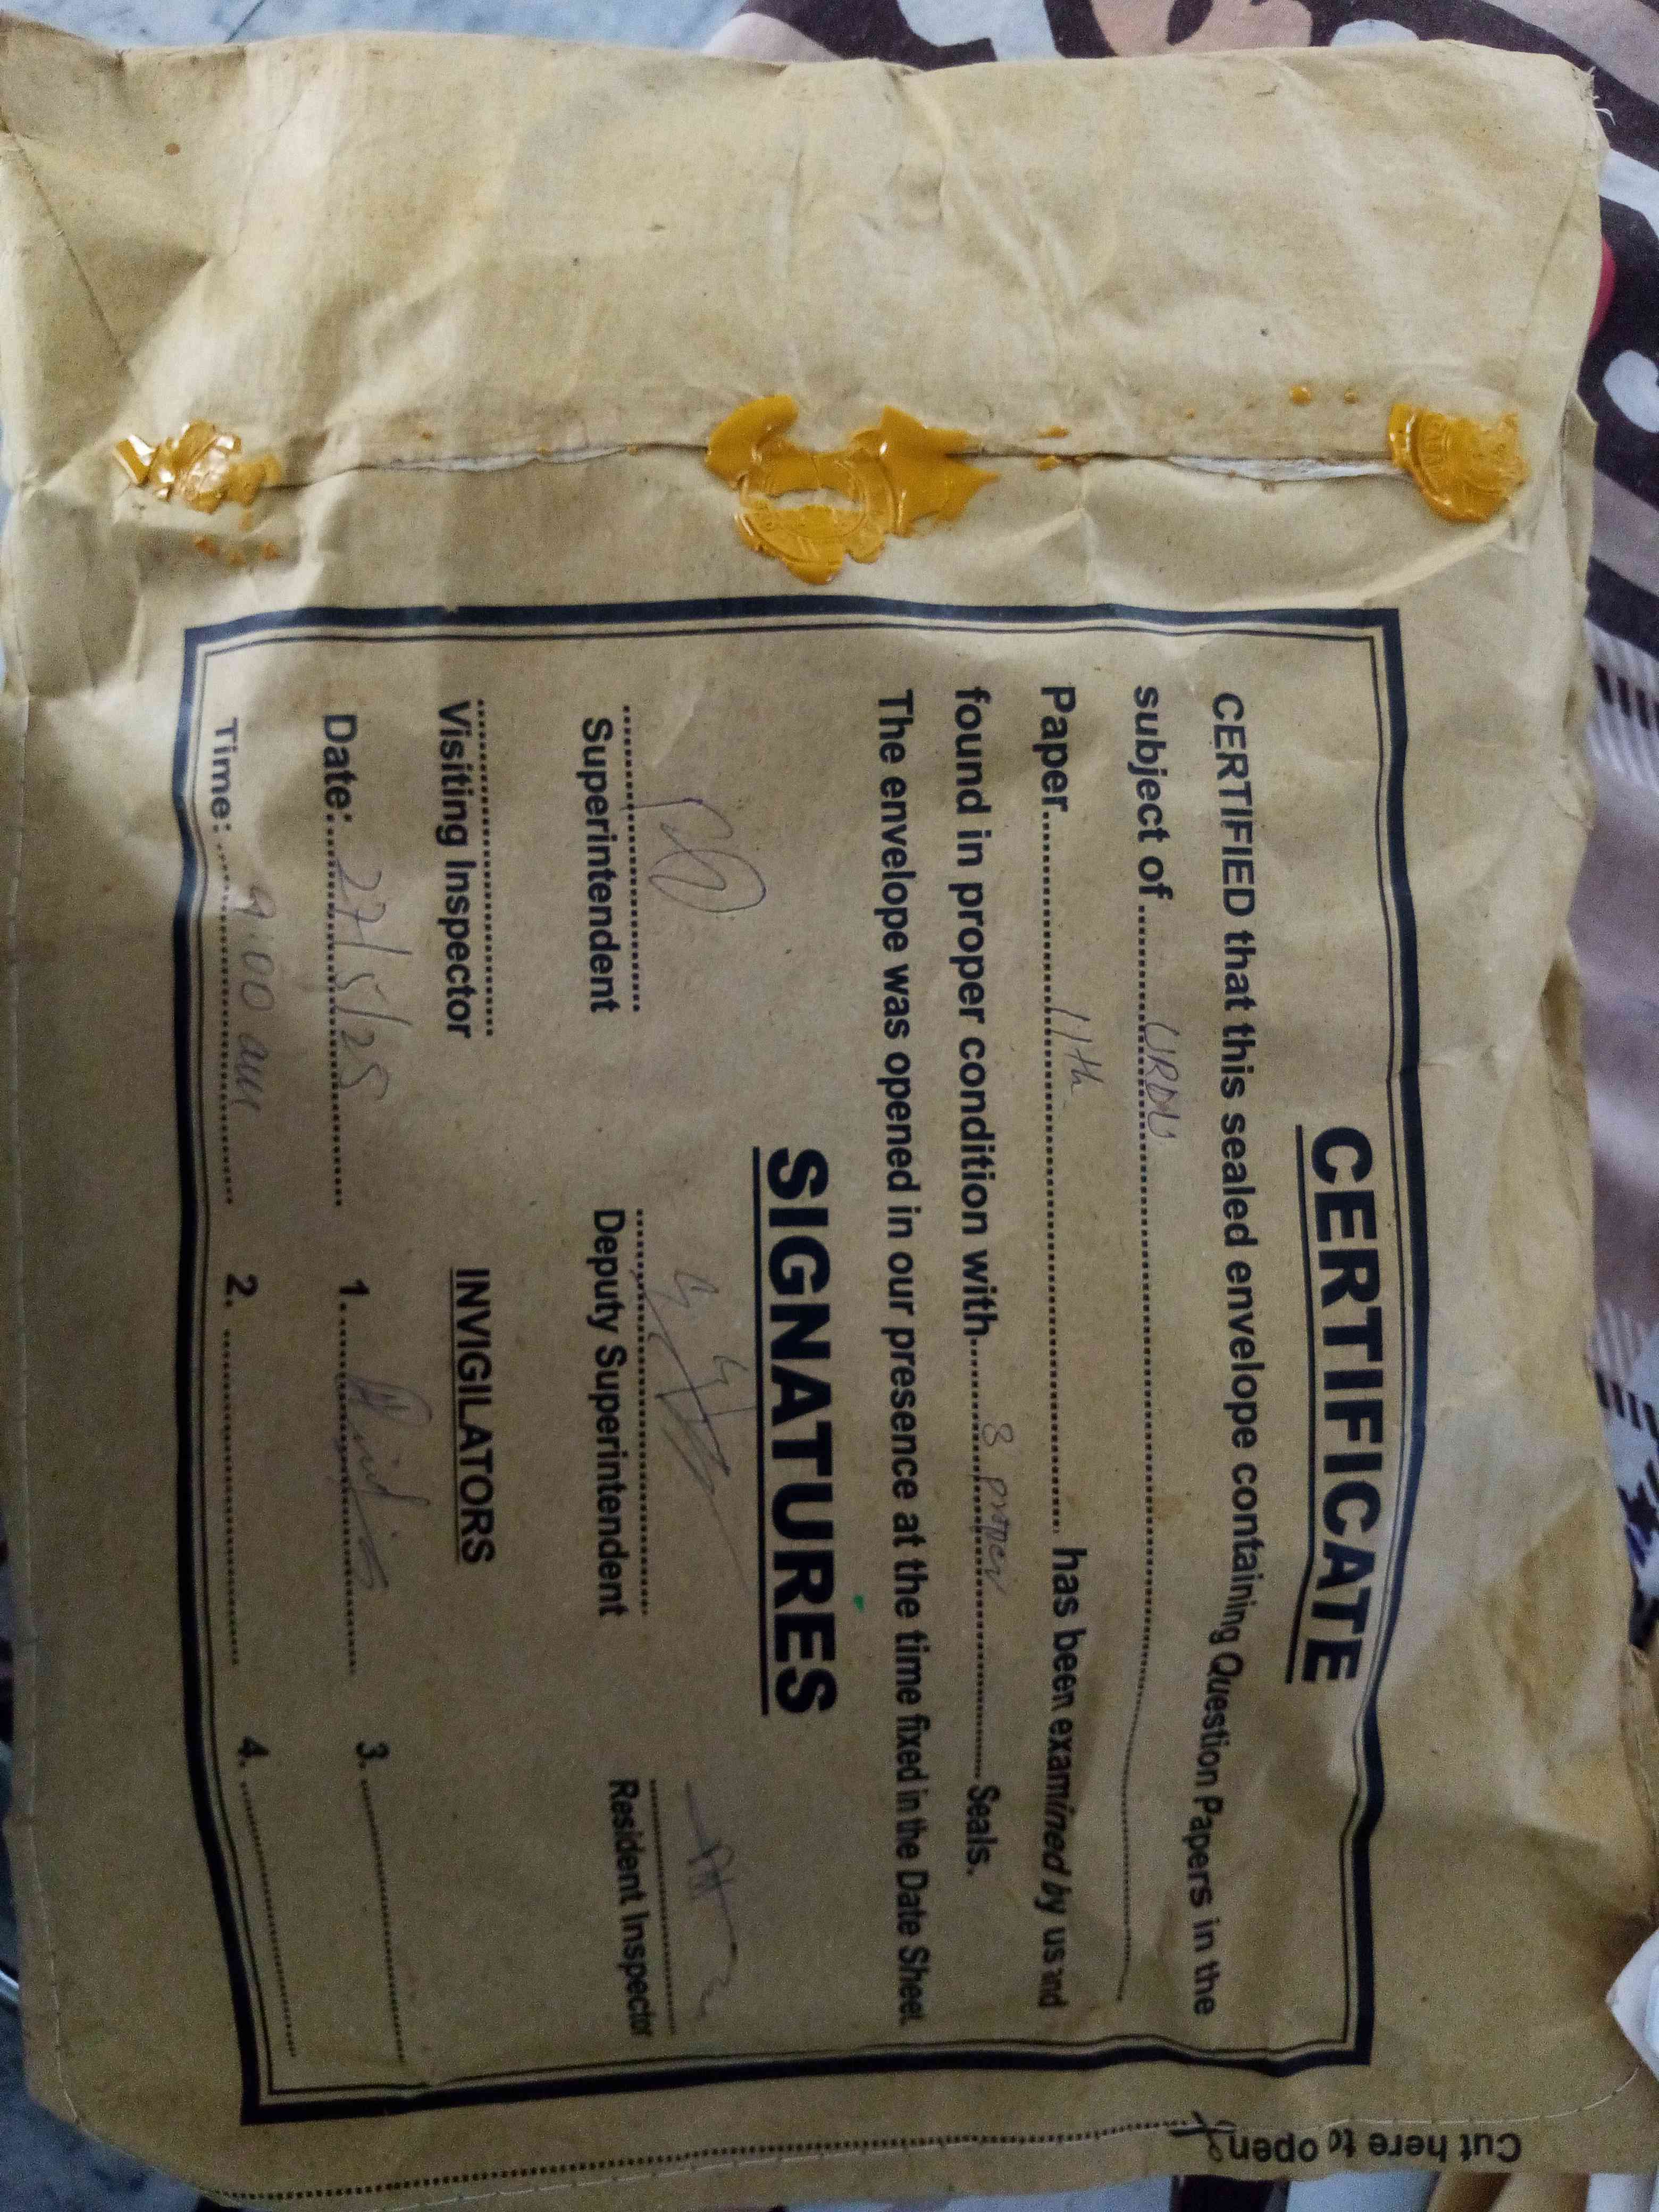 CERTIFICATE
CERTIFIED that this sealed envelope containing Question Papers in the
subject of ........ URDU ........
Paper ........ 11th ........ has been examined by us and
found in proper condition with ........ 3 proper ........ Seals.
The envelope was opened in our presence at the time fixed in the Date Sheet.
SIGNATURES
Superintendent Deputy Superintendent Resident Inspector
Visiting Inspector INVIGILATORS
Date: 27/5/25 1. 3.
Time: 9:00 am 2. 4.
Cut here to open